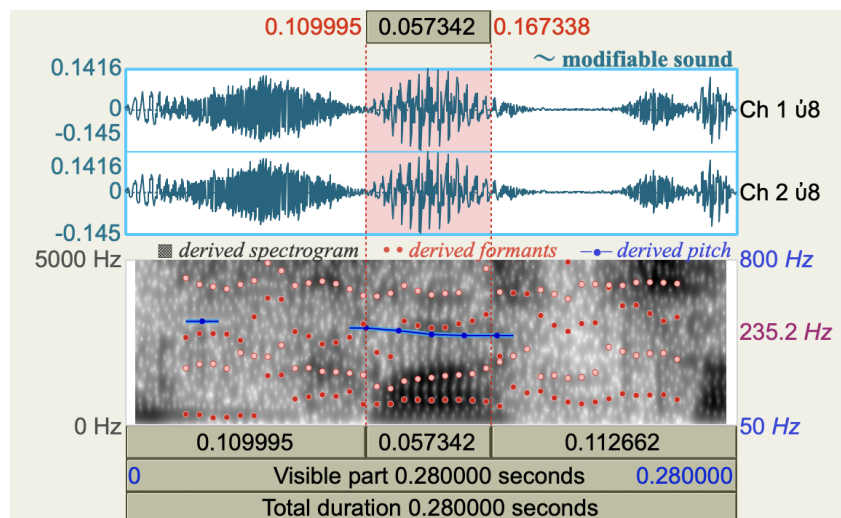 0.109995 0.057342 0.167338
~ modifiable sound
0.1416
0
-0.145
Ch 1 ὐ8
0.1416
0
-0.145
Ch 2 ὐ8
derived spectrogram derived formants derived pitch
5000 Hz 800 Hz
235.2 Hz
0 Hz 50 Hz
0.109995 0.057342 0.112662
0 Visible part 0.280000 seconds 0.280000
Total duration 0.280000 seconds